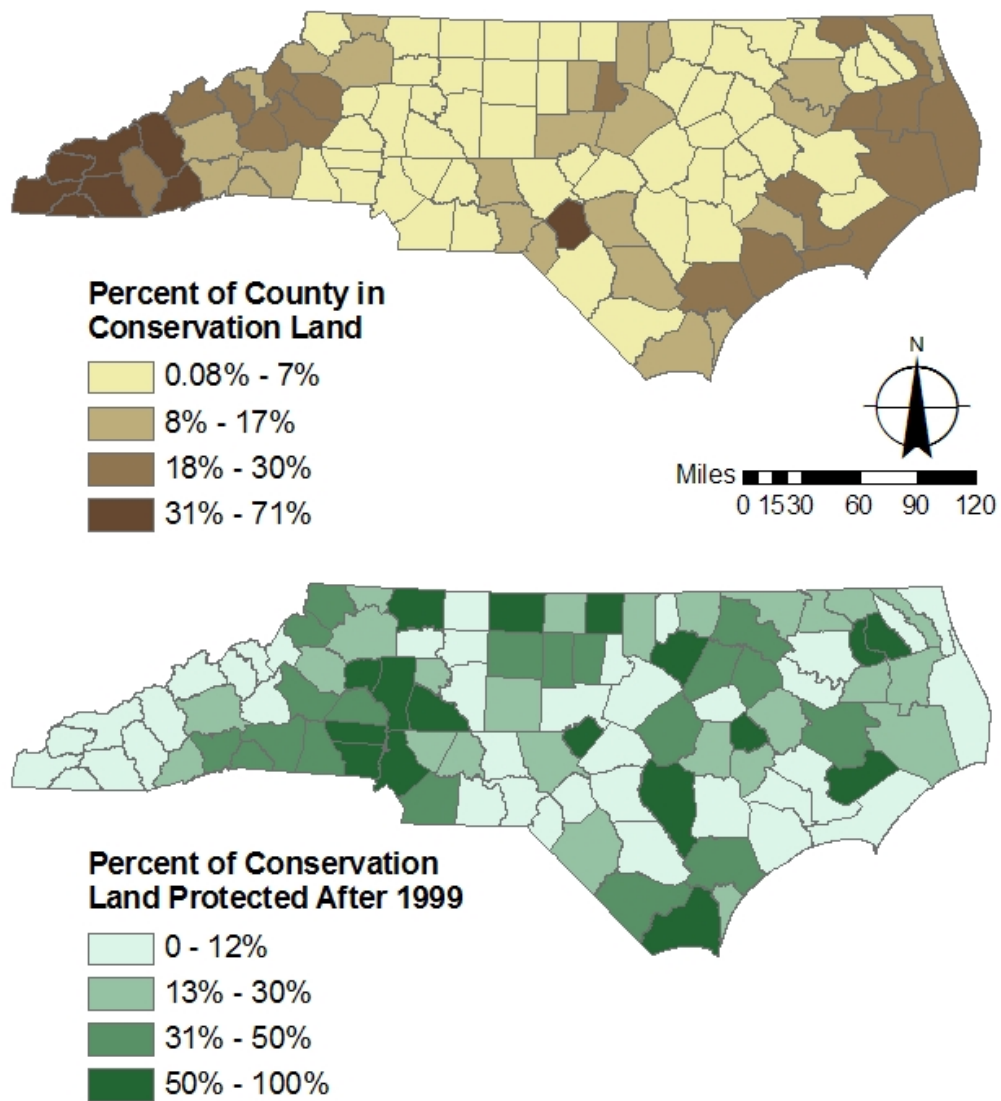 Percent of County in
Conservation Land
0.08% - 7%
8% - 17%
18% - 30%
31% - 71%
N
Miles
0 15 30 60 90 120
Percent of Conservation
Land Protected After 1999
0 - 12%
13% - 30%
31% - 50%
50% - 100%